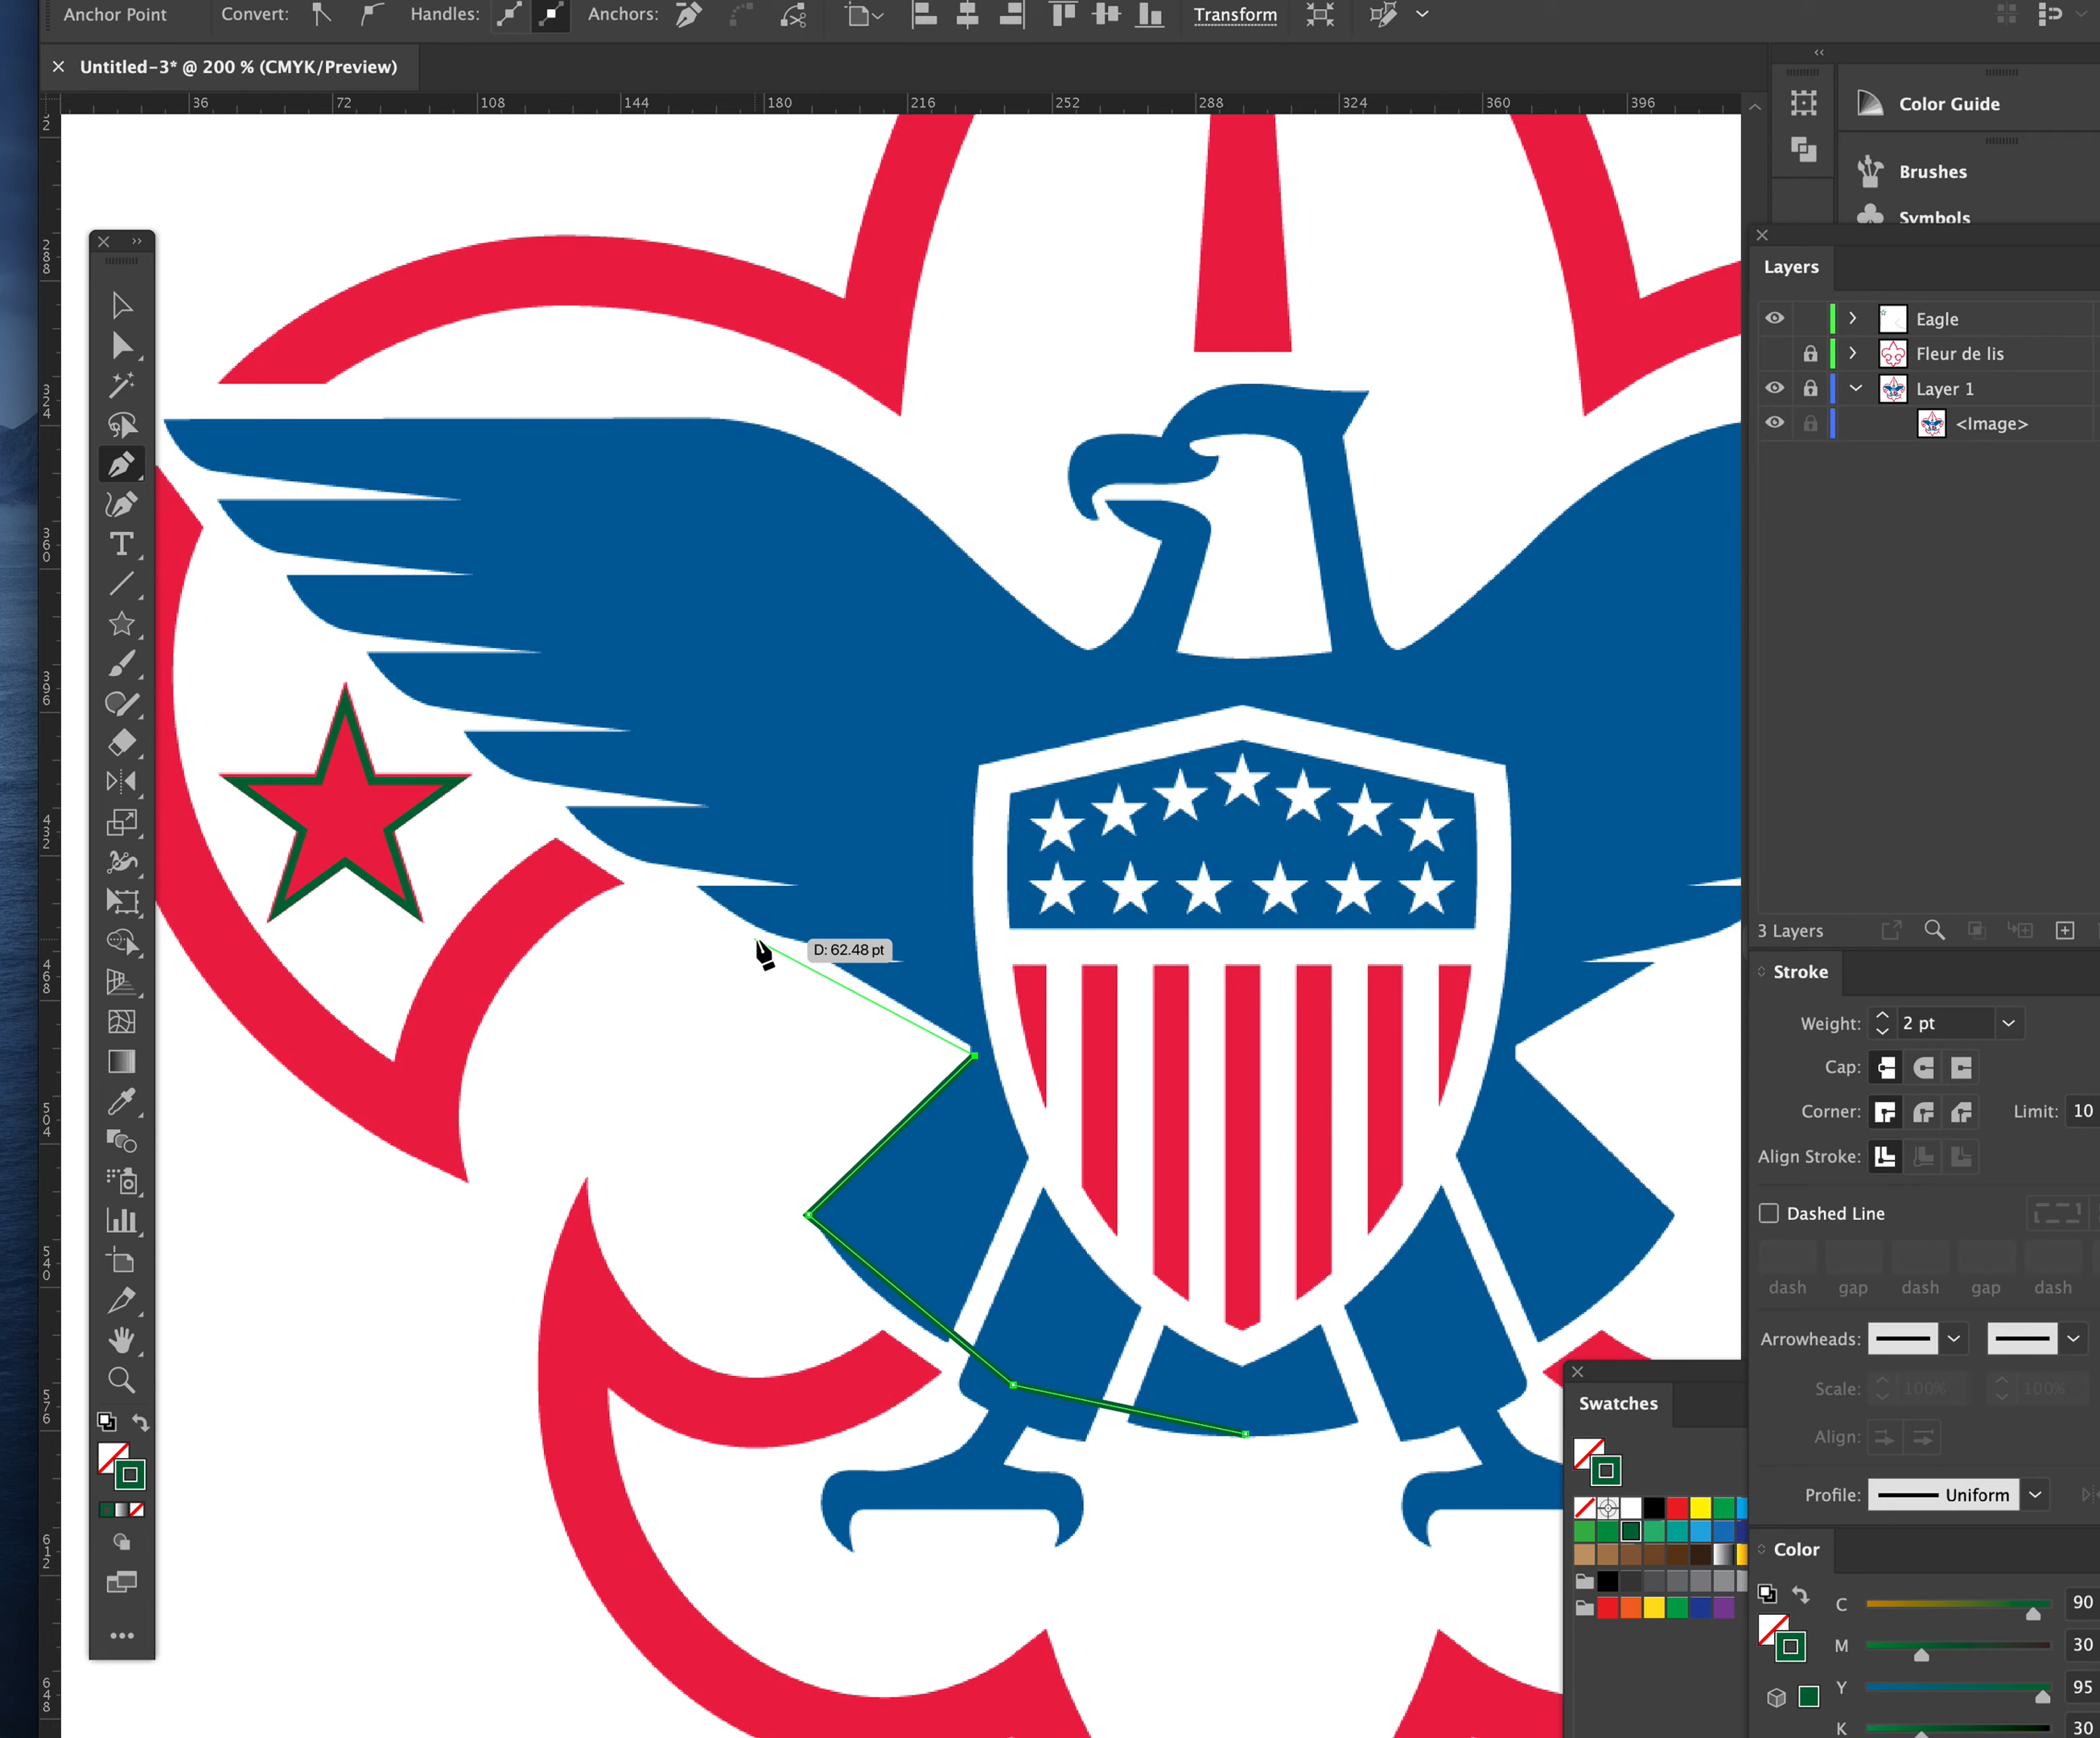 Anchor Point Convert: Handles: Anchors: Transform
Untitled-3* @ 200 % (CMYK/Preview)
36 72 108 144 180 216 252 288 324 360 396
2
288
324
360
396
432
468
504
540
576
612
648
Color Guide
Brushes
Symbols
Layers
Eagle
Fleur de lis
Layer 1
<Image>
T
D: 62.48 pt
3 Layers
Stroke
Weight: 2 pt
Cap:
Corner: Limit: 10
Align Stroke:
Dashed Line
dash gap dash gap dash
Arrowheads:
Scale: 100% 100%
Align:
Profile: Uniform
Swatches
Color
C 90
M 30
Y 95
K 30